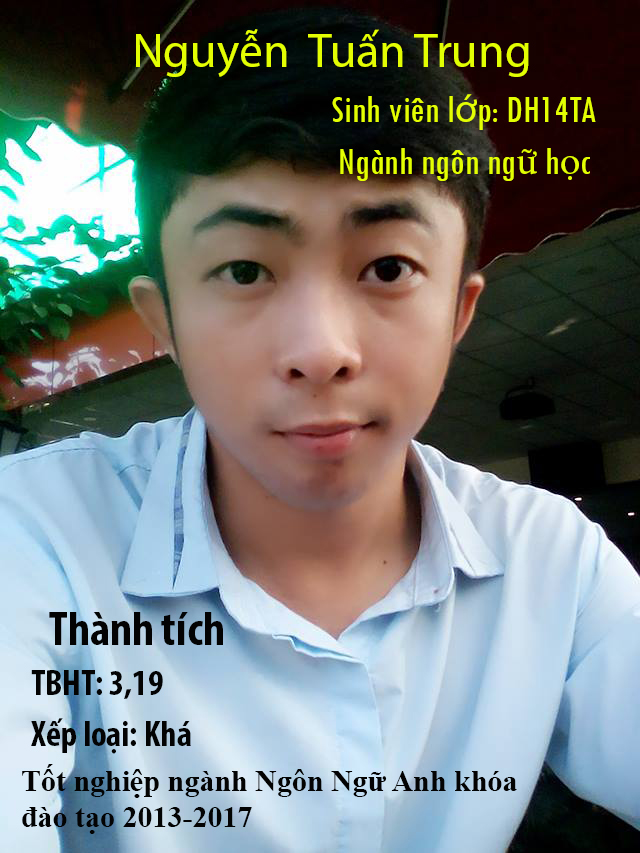 Nguyễn Tuấn Trung
Sinh viên lớp: DH14TA
Ngành ngôn ngữ học
Thành tích
TBHT: 3,19
Xếp loại: Khá
Tốt nghiệp ngành Ngôn Ngữ Anh khóa
đào tạo 2013-2017